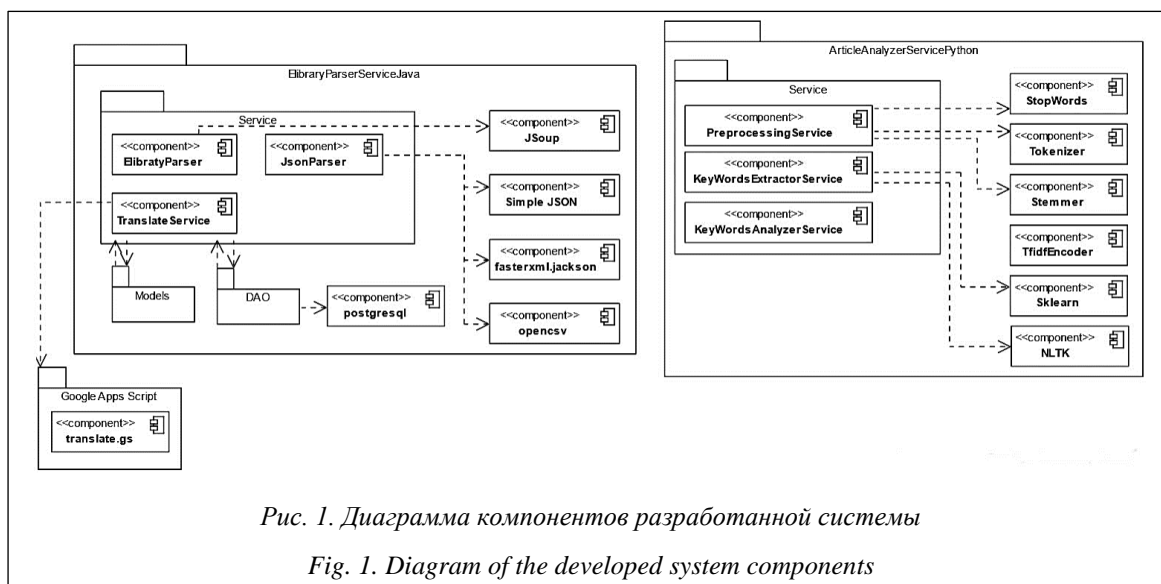 ElibraryParserServiceJava
Service
<<component>>
ElibratyParser
<<component>>
JsonParser
<<component>>
TranslateService
Models
DAO
<<component>>
postgresql
<<component>>
JSoup
<<component>>
Simple JSON
<<component>>
fasterxml.jackson
<<component>>
opencsv
Google Apps Script
<<component>>
translate.gs
ArticleAnalyzerServicePython
Service
<<component>>
PreprocessingService
<<component>>
KeyWordsExtractorService
<<component>>
KeyWordsAnalyzerService
<<component>>
StopWords
<<component>>
Tokenizer
<<component>>
Stemmer
<<component>>
TfidfEncoder
<<component>>
Sklearn
<<component>>
NLTK
Рис. 1. Диаграмма компонентов разработанной системы
Fig. 1. Diagram of the developed system components